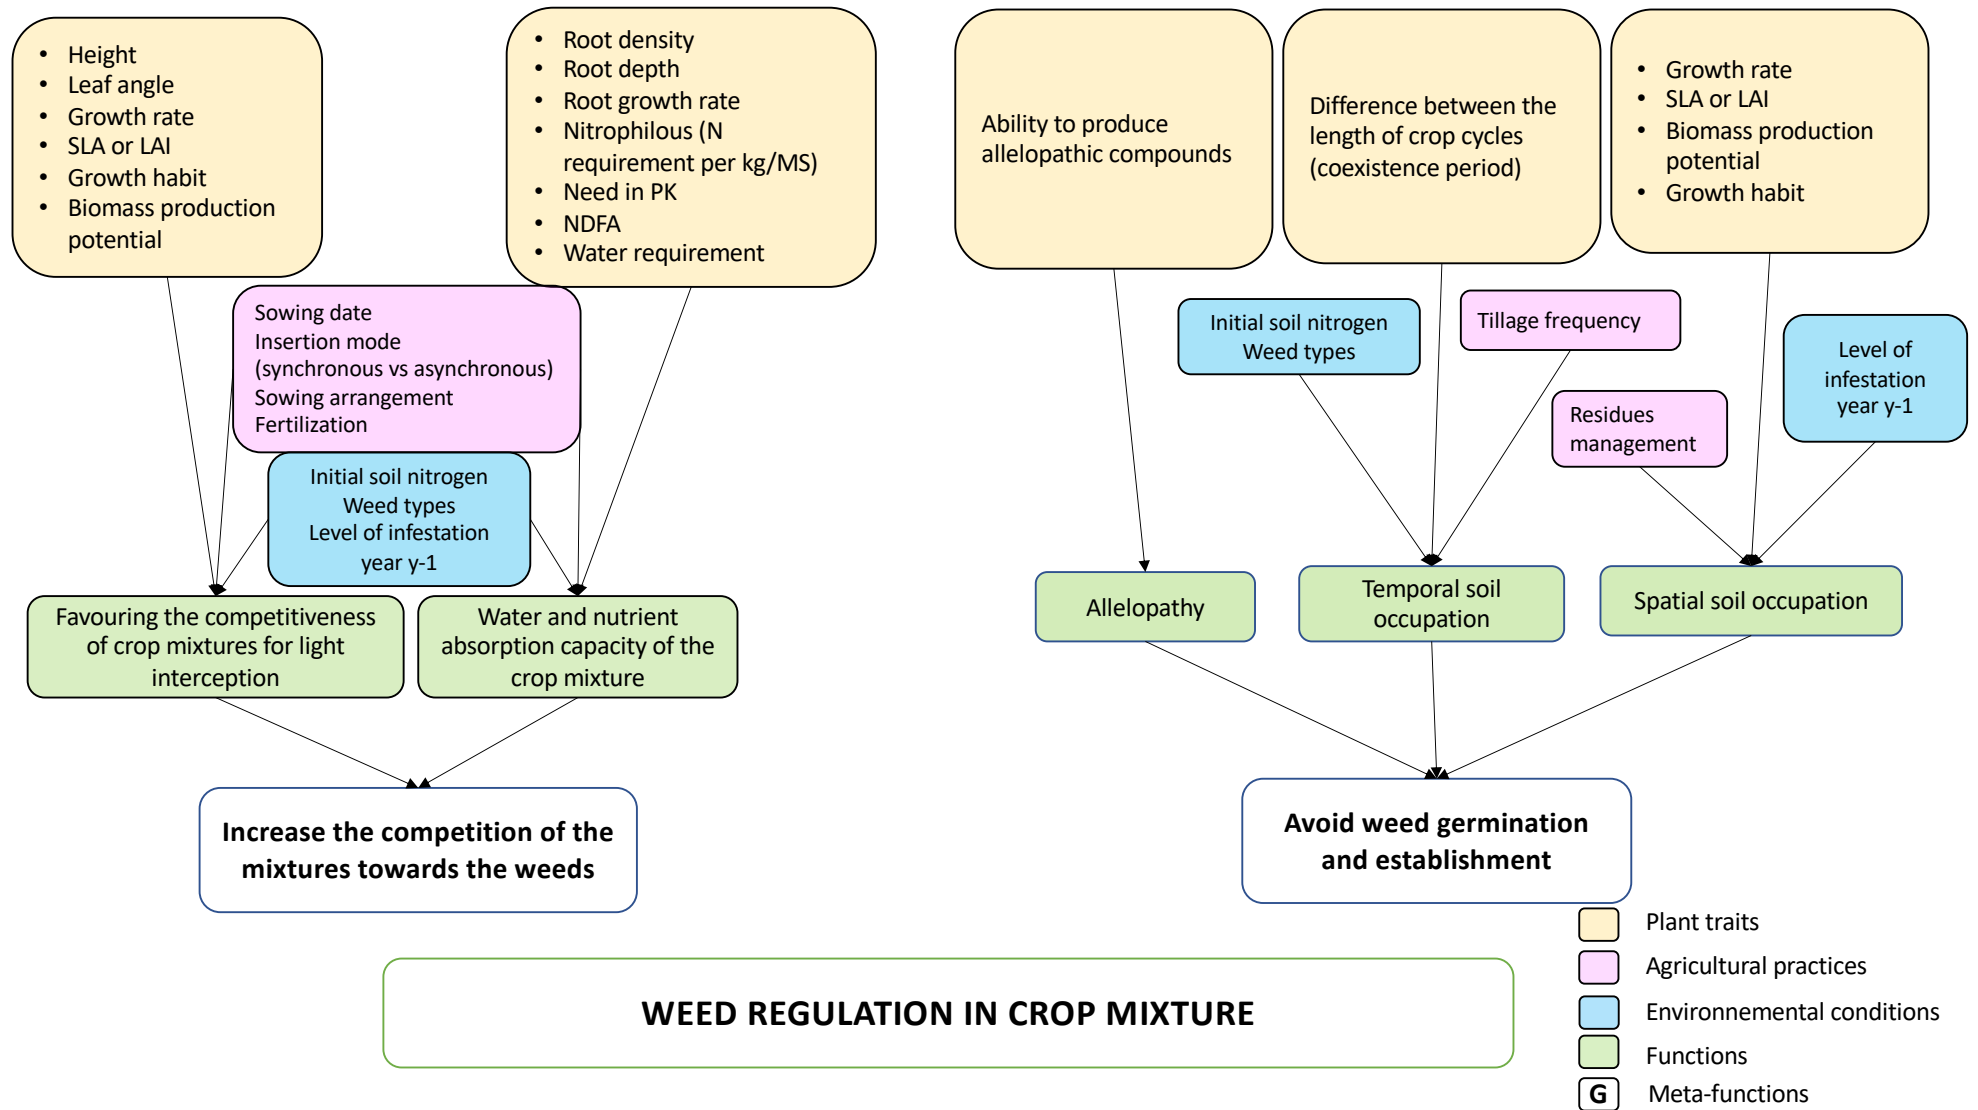 • Height
• Leaf angle
• Growth rate
• SLA or LAI
• Growth habit
• Biomass production
potential
• Root density
• Root depth
• Root growth rate
• Nitrophilous (N
requirement per kg/MS)
• Need in PK
• NDFA
• Water requirement
Ability to produce
allelopathic compounds
Difference between the
length of crop cycles
(coexistence period)
• Growth rate
• SLA or LAI
• Biomass production
potential
• Growth habit
Sowing date
Insertion mode
(synchronous vs asynchronous)
Sowing arrangement
Fertilization
Initial soil nitrogen
Weed types
Level of infestation
year y-1
Initial soil nitrogen
Weed types
Tillage frequency
Residues
management
Level of
infestation
year y-1
Favouring the competitiveness
of crop mixtures for light
interception
Water and nutrient
absorption capacity of the
crop mixture
Allelopathy
Temporal soil
occupation
Spatial soil occupation
Increase the competition of the
mixtures towards the weeds
Avoid weed germination
and establishment
WEED REGULATION IN CROP MIXTURE
Plant traits
Agricultural practices
Environnemental conditions
Functions
G Meta-functions